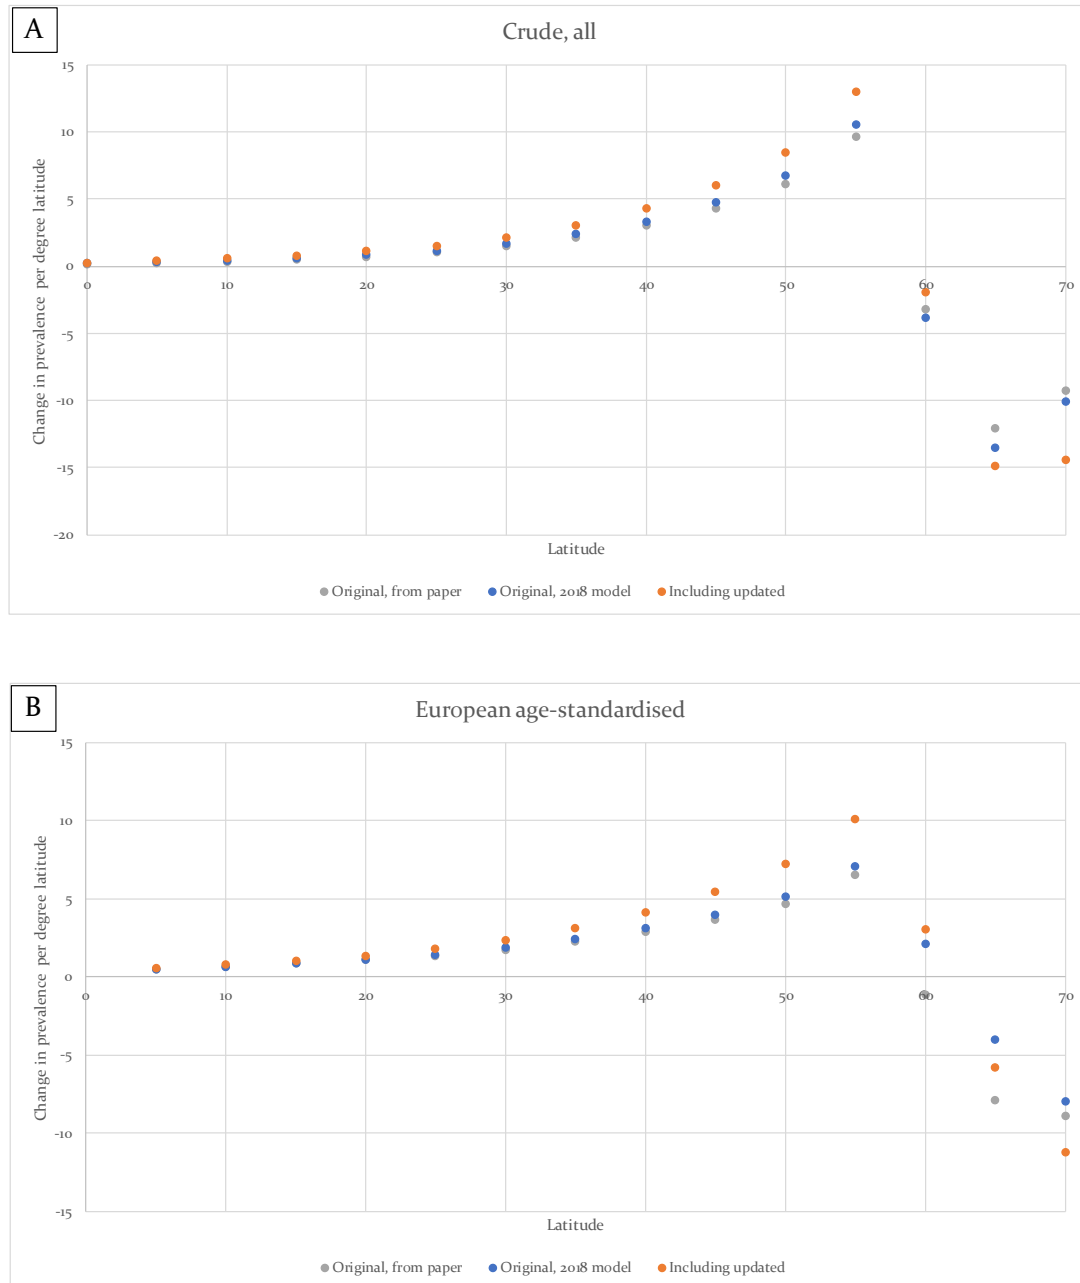 A
Crude, all
Change in prevalence per degree latitude
15
10
5
0
-5
-10
-15
-20
0 10 20 30 40 50 60 70
Latitude
Original, from paper Original, 2018 model Including updated
B
European age-standardised
Change in prevalence per degree latitude
15
10
5
0
-5
-10
-15
0 10 20 30 40 50 60 70
Latitude
Original, from paper Original, 2018 model Including updated